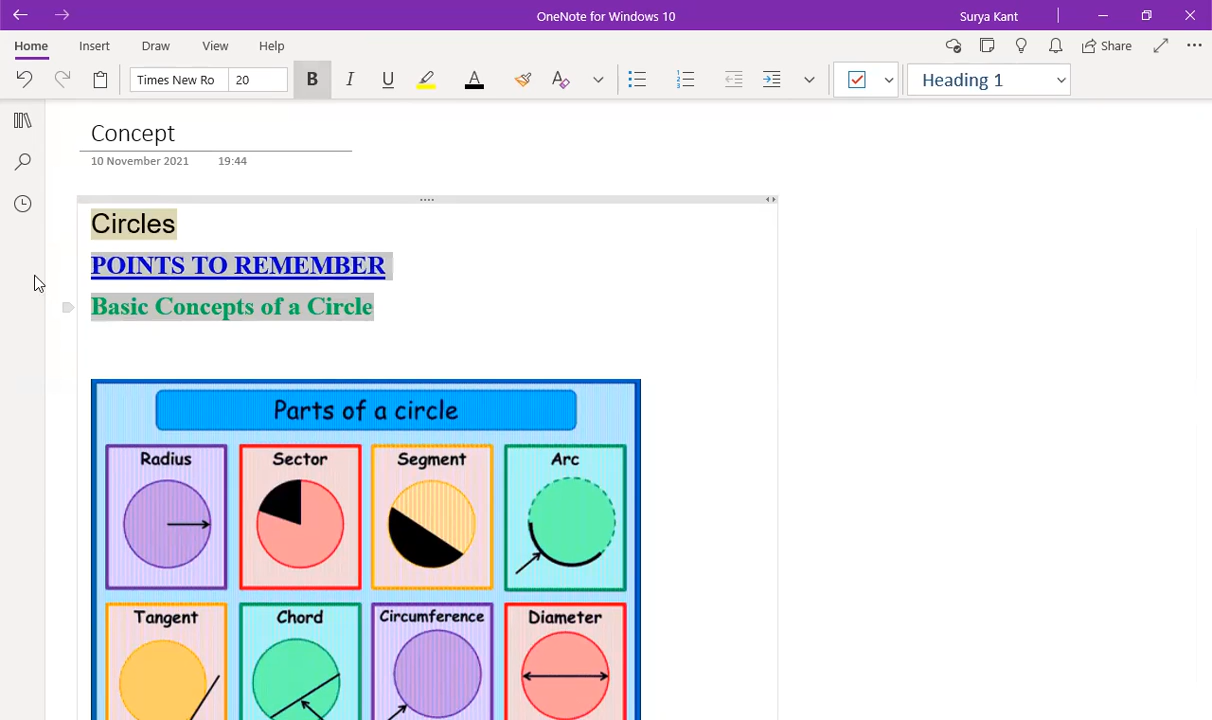 OneNote for Windows 10
Surya Kant
Home Insert Draw View Help
Share
Times New Ro 20 B I U A A Heading 1
Concept
10 November 2021 19:44
Circles
POINTS TO REMEMBER
Basic Concepts of a Circle
Parts of a circle
Radius Sector Segment Arc
Tangent Chord Circumference Diameter